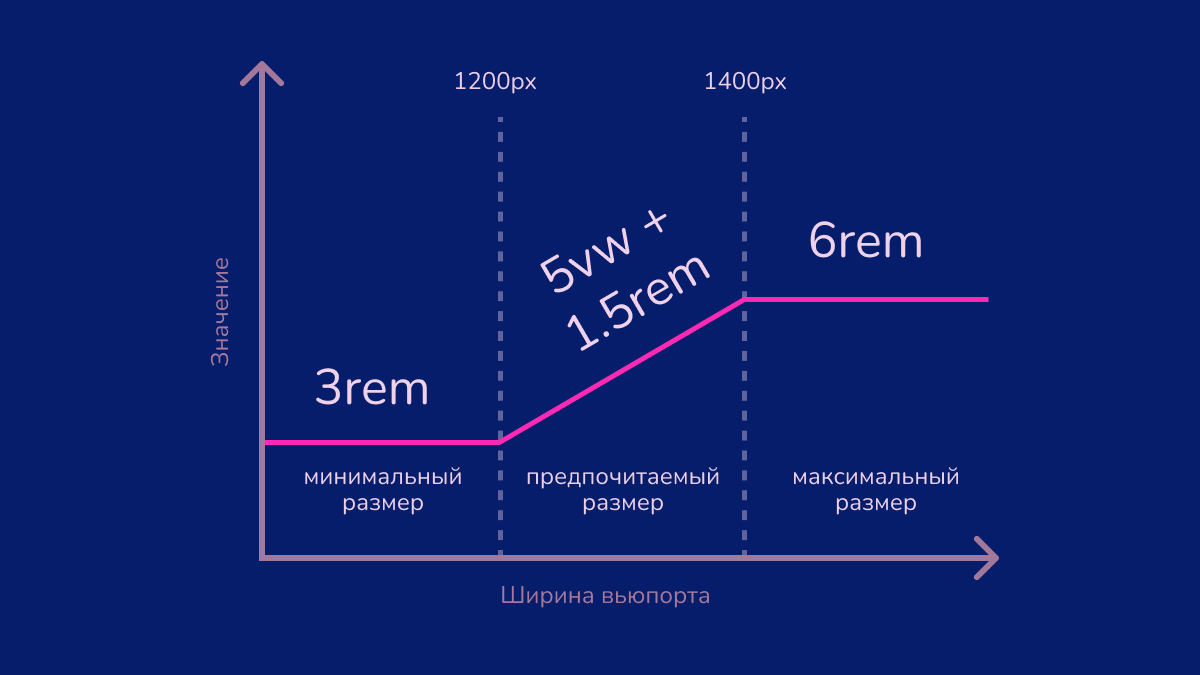 1200px
1400px
Значение
5vw +
1.5rem
6rem
3rem
минимальный
размер
предпочитаемый
размер
максимальный
размер
Ширина вьюпорта